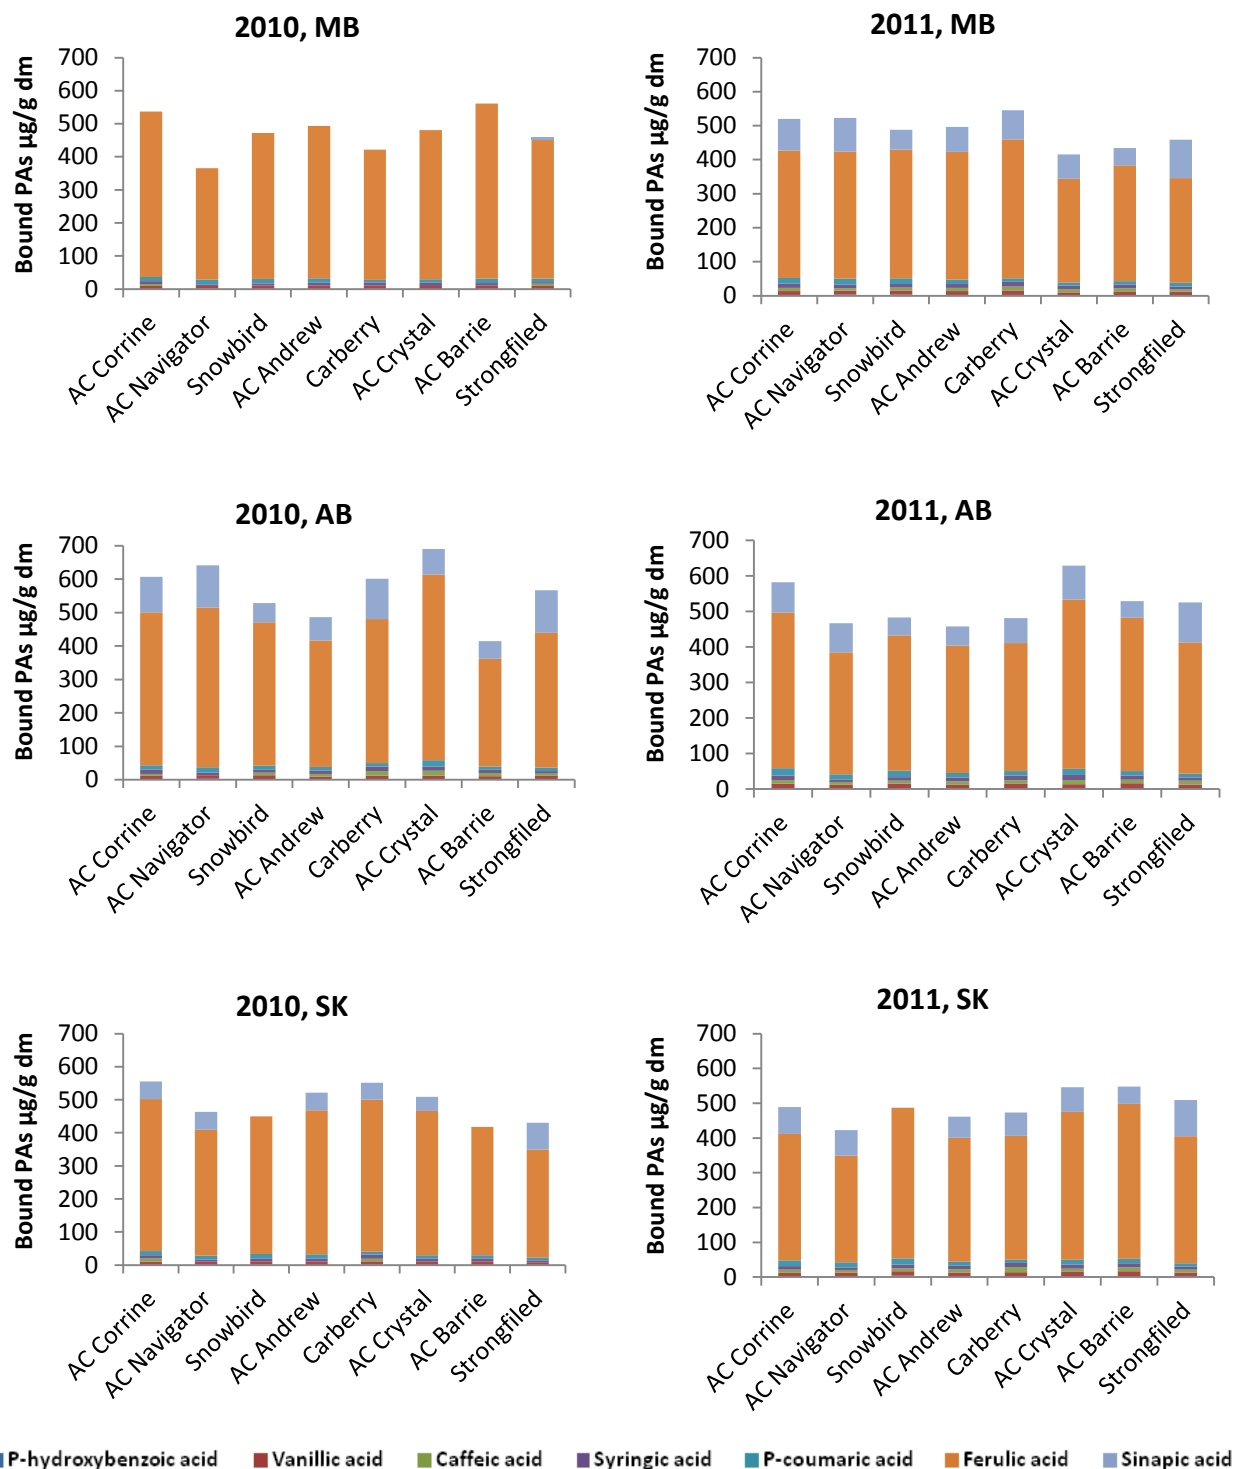 2010, MB
Bound PAs µg/g dm
700
600
500
400
300
200
100
0
AC Corrine
AC Navigator
Snowbird
AC Andrew
Carberry
AC Crystal
AC Barrie
Strongfiled
2011, MB
Bound PAs µg/g dm
700
600
500
400
300
200
100
0
AC Corrine
AC Navigator
Snowbird
AC Andrew
Carberry
AC Crystal
AC Barrie
Strongfiled
2010, AB
Bound PAs µg/g dm
700
600
500
400
300
200
100
0
AC Corrine
AC Navigator
Snowbird
AC Andrew
Carberry
AC Crystal
AC Barrie
Strongfiled
2011, AB
Bound PAs µg/g dm
700
600
500
400
300
200
100
0
AC Corrine
AC Navigator
Snowbird
AC Andrew
Carberry
AC Crystal
AC Barrie
Strongfiled
2010, SK
Bound PAs µg/g dm
700
600
500
400
300
200
100
0
AC Corrine
AC Navigator
Snowbird
AC Andrew
Carberry
AC Crystal
AC Barrie
Strongfiled
2011, SK
Bound PAs µg/g dm
700
600
500
400
300
200
100
0
AC Corrine
AC Navigator
Snowbird
AC Andrew
Carberry
AC Crystal
AC Barrie
Strongfiled
P-hydroxybenzoic acid Vanillic acid Caffeic acid Syringic acid P-coumaric acid Ferulic acid Sinapic acid